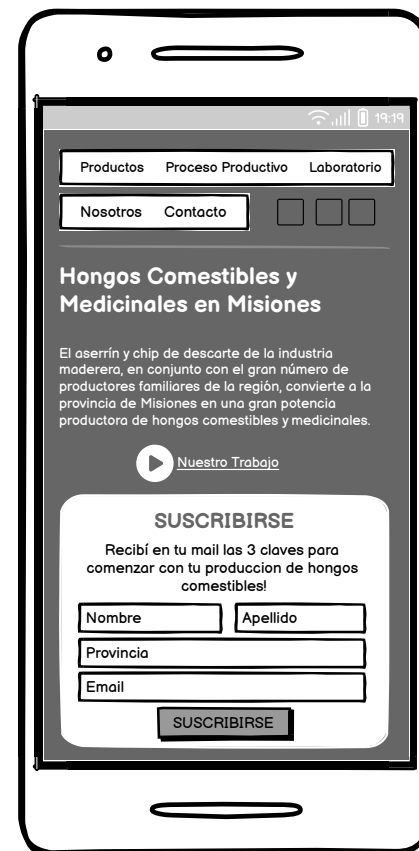 19:19
Productos Proceso Productivo Laboratorio
Nosotros Contacto
Hongos Comestibles y
Medicinales en Misiones
El aserrín y chip de descarte de la industria
maderera, en conjunto con el gran número de
productores familiares de la región, convierte a la
provincia de Misiones en una gran potencia
productora de hongos comestibles y medicinales.
Nuestro Trabajo
SUSCRIBIRSE
Recibí en tu mail las 3 claves para
comenzar con tu produccion de hongos
comestibles!
Nombre Apellido
Provincia
Email
SUSCRIBIRSE